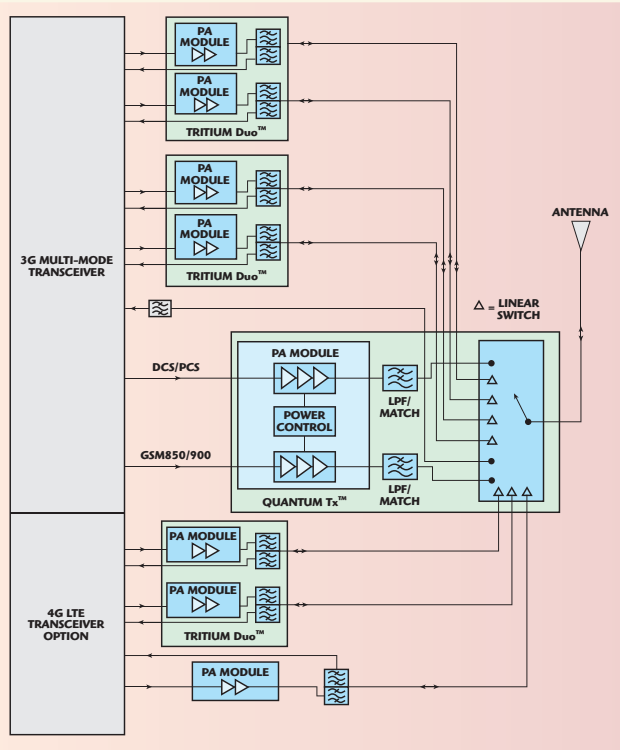 PA
MODULE
PA
MODULE
TRITIUM Duo™
PA
MODULE
PA
MODULE
TRITIUM Duo™
3G MULTI-MODE
TRANSCEIVER
ANTENNA
△ = LINEAR
SWITCH
DCS/PCS
PA MODULE
LPF/
MATCH
POWER
CONTROL
GSM850/900
LPF/
MATCH
QUANTUM Tx™
PA MODULE
PA MODULE
TRITIUM Duo™
4G LTE
TRANSCEIVER
OPTION
PA MODULE